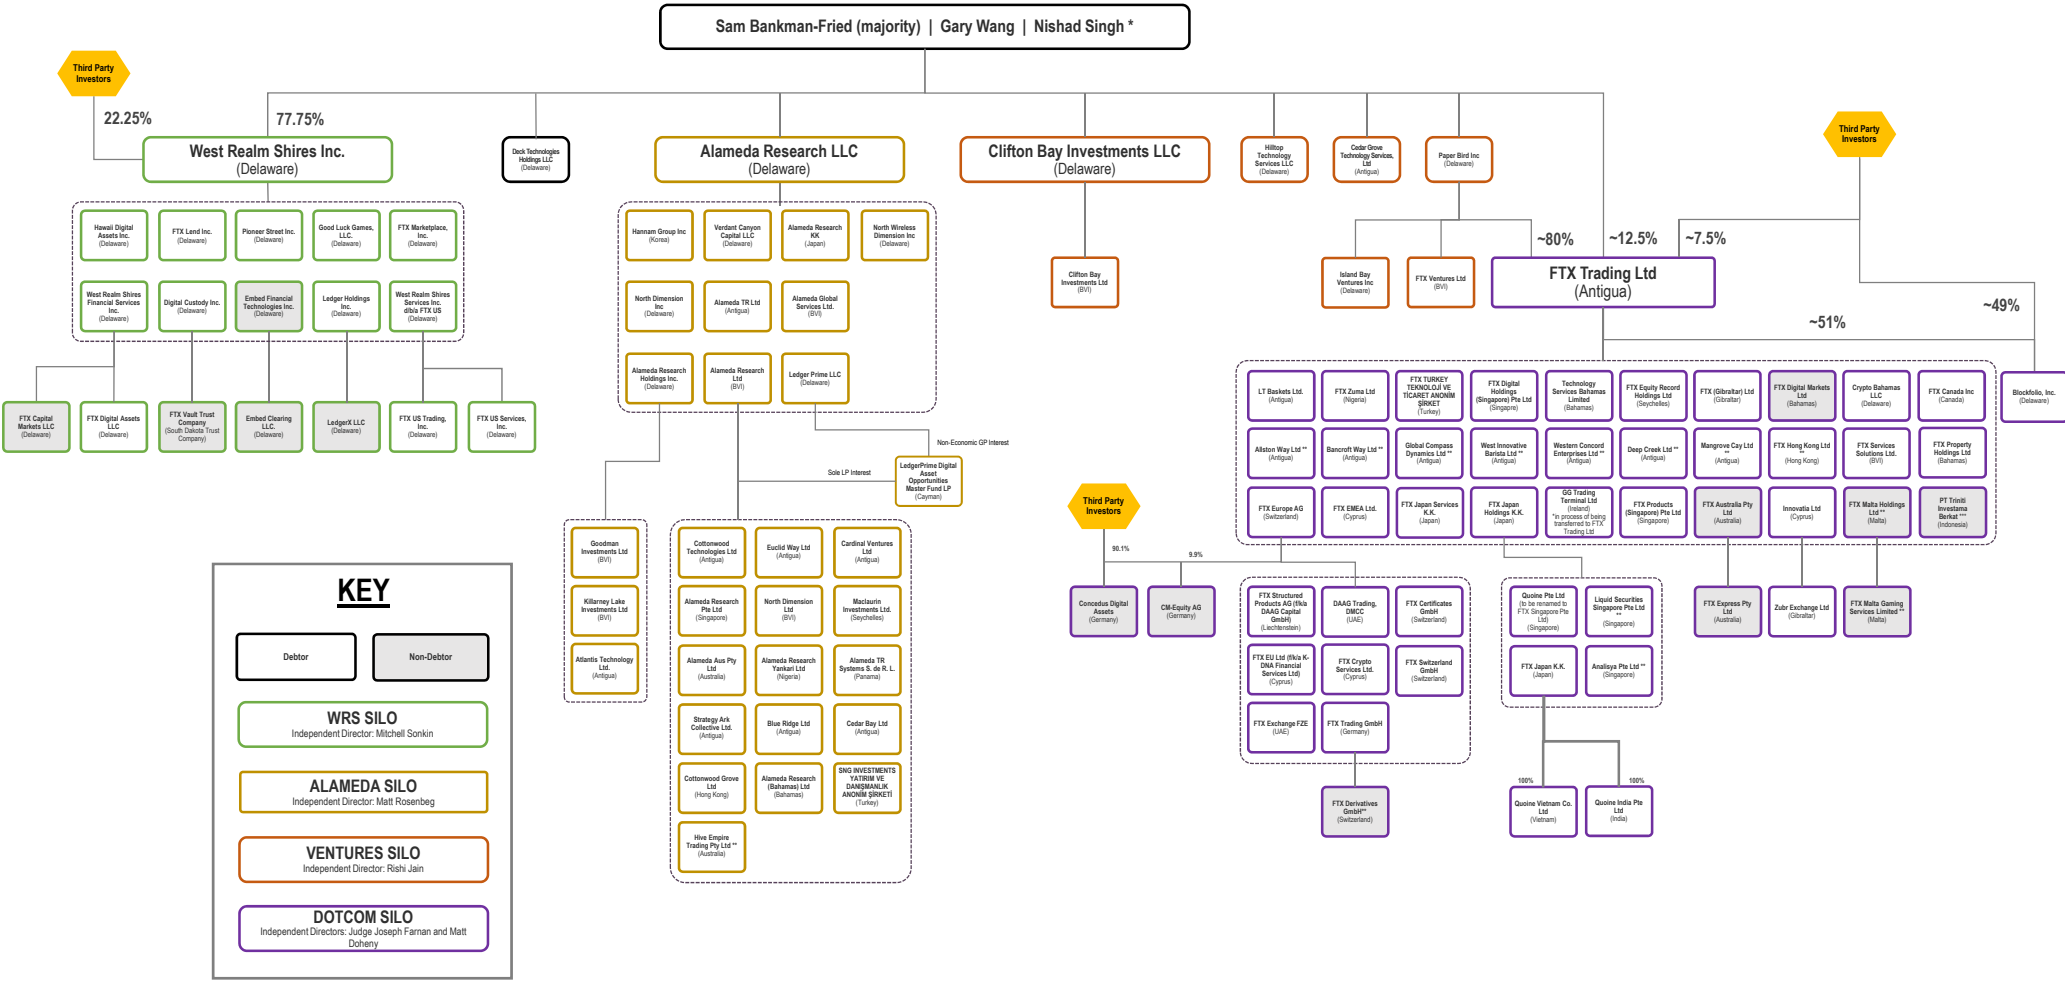 Sam Bankman-Fried (majority) | Gary Wang | Nishad Singh *
Third Party
Investors
22.25%
77.75%
West Realm Shires Inc.
(Delaware)
Deck Technologies
Holdings LLC
(Delaware)
Alameda Research LLC
(Delaware)
Clifton Bay Investments LLC
(Delaware)
Hilltop
Technology
Services LLC
(Delaware)
Cedar Grove
Technology Services,
Ltd
(Antigua)
Paper Bird Inc
(Delaware)
Third Party
Investors
Hawaii Digital
Assets Inc.
(Delaware)
FTX Lend Inc.
(Delaware)
Pioneer Street Inc.
(Delaware)
Good Luck Games,
LLC.
(Delaware)
FTX Marketplace,
Inc.
(Delaware)
West Realm Shires
Financial Services
Inc.
(Delaware)
Digital Custody Inc.
(Delaware)
Embed Financial
Technologies Inc.
(Delaware)
Ledger Holdings
Inc.
(Delaware)
West Realm Shires
Services Inc.
d/b/a FTX US
(Delaware)
FTX Capital
Markets LLC
(Delaware)
FTX Digital Assets
LLC
(Delaware)
FTX Vault Trust
Company
(South Dakota Trust
Company)
Embed Clearing
LLC.
(Delaware)
LedgerX LLC
(Delaware)
FTX US Trading,
Inc.
(Delaware)
FTX US Services,
Inc.
(Delaware)
Hannam Group Inc
(Korea)
Verdant Canyon
Capital LLC
(Delaware)
Alameda Research
KK
(Japan)
North Wireless
Dimension Inc
(Delaware)
North Dimension
Inc
(Delaware)
Alameda TR Ltd
(Antigua)
Alameda Global
Services Ltd.
(BVI)
Alameda Research
Holdings Inc.
(Delaware)
Alameda Research
Ltd
(BVI)
Ledger Prime LLC
(Delaware)
Non-Economic GP Interest
Sole LP Interest
LedgerPrime Digital
Asset
Opportunities
Master Fund LP
(Cayman)
Goodman
Investments Ltd
(BVI)
Killarney Lake
Investments Ltd
(BVI)
Atlantis Technology
Ltd.
(Antigua)
Cottonwood
Technologies Ltd
(Antigua)
Euclid Way Ltd
(Antigua)
Cardinal Ventures
Ltd
(Antigua)
Alameda Research
Pte Ltd
(Singapore)
North Dimension
Ltd
(BVI)
Maclaurin
Investments Ltd.
(Seychelles)
Alameda Aus Pty
Ltd
(Australia)
Alameda Research
Yankari Ltd
(Nigeria)
Alameda TR
Systems S. de R. L.
(Panama)
Strategy Ark
Collective Ltd.
(Antigua)
Blue Ridge Ltd
(Antigua)
Cedar Bay Ltd
(Antigua)
Cottonwood Grove
Ltd
(Hong Kong)
Alameda Research
(Bahamas) Ltd
(Bahamas)
SNG INVESTMENTS
YATIRIM VE
DANIŞMANLIK
ANONİM ŞİRKETİ
(Turkey)
Hive Empire
Trading Pty Ltd **
(Australia)
Clifton Bay
Investments Ltd
(BVI)
Island Bay
Ventures Inc
(Delaware)
FTX Ventures Ltd
(BVI)
~80%
~12.5%
~7.5%
FTX Trading Ltd
(Antigua)
~51%
~49%
LT Baskets Ltd.
(Antigua)
FTX Zuma Ltd
(Nigeria)
FTX TURKEY
TEKNOLOJİ VE
TİCARET ANONİM
ŞİRKET
(Turkey)
FTX Digital
Holdings
(Singapore) Pte Ltd
(Singapre)
Technology
Services Bahamas
Limited
(Bahamas)
FTX Equity Record
Holdings Ltd
(Seychelles)
FTX (Gibraltar) Ltd
(Gibraltar)
FTX Digital Markets
Ltd
(Bahamas)
Crypto Bahamas
LLC
(Delaware)
FTX Canada Inc
(Canada)
Blockfolio, Inc.
(Delaware)
Allston Way Ltd **
(Antigua)
Bancroft Way Ltd **
(Antigua)
Global Compass
Dynamics Ltd **
(Antigua)
West Innovative
Barista Ltd **
(Antigua)
Western Concord
Enterprises Ltd **
(Antigua)
Deep Creek Ltd **
(Antigua)
Mangrove Cay Ltd
**
(Antigua)
FTX Hong Kong Ltd
**
(Hong Kong)
FTX Services
Solutions Ltd.
(BVI)
FTX Property
Holdings Ltd
(Bahamas)
FTX Europe AG
(Switzerland)
FTX EMEA Ltd.
(Cyprus)
FTX Japan Services
K.K.
(Japan)
FTX Japan
Holdings K.K.
(Japan)
GG Trading
Terminal Ltd
(Ireland)
*in process of being
transferred to FTX
Trading Ltd
FTX Products
(Singapore) Pte Ltd
(Singapore)
FTX Australia Pty
Ltd
(Australia)
Innovatia Ltd
(Cyprus)
FTX Malta Holdings
Ltd **
(Malta)
PT Triniti
Investama
Berkat ***
(Indonesia)
Third Party
Investors
90.1%
9.9%
Concedus Digital
Assets
(Germany)
CM-Equity AG
(Germany)
FTX Structured
Products AG (f/k/a
DAAG Capital
GmbH)
(Liechtenstein)
DAAG Trading,
DMCC
(UAE)
FTX Certificates
GmbH
(Switzerland)
FTX EU Ltd (f/k/a K-
DNA Financial
Services Ltd)
(Cyprus)
FTX Crypto
Services Ltd.
(Cyprus)
FTX Switzerland
GmbH
(Switzerland)
FTX Exchange FZE
(UAE)
FTX Trading GmbH
(Germany)
FTX Derivatives
GmbH**
(Switzerland)
Quoine Pte Ltd
(to be renamed to
FTX Singapore Pte
Ltd)
(Singapore)
Liquid Securities
Singapore Pte Ltd
**
(Singapore)
FTX Japan K.K.
(Japan)
Analisya Pte Ltd **
(Singapore)
100%
100%
Quoine Vietnam Co.
Ltd
(Vietnam)
Quoine India Pte
Ltd
(India)
FTX Express Pty
Ltd
(Australia)
Zubr Exchange Ltd
(Gibraltar)
FTX Malta Gaming
Services Limited **
(Malta)
KEY
Debtor
Non-Debtor
WRS SILO
Independent Director: Mitchell Sonkin
ALAMEDA SILO
Independent Director: Matt Rosenbeg
VENTURES SILO
Independent Director: Rishi Jain
DOTCOM SILO
Independent Directors: Judge Joseph Farnan and Matt
Doheny